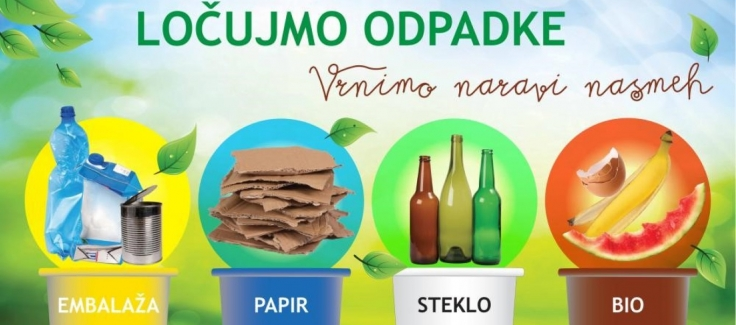 LOČUJMO ODPADKE
Vrnimo naravi nasmeh
EMBALAŽA
PAPIR
STEKLO
BIO